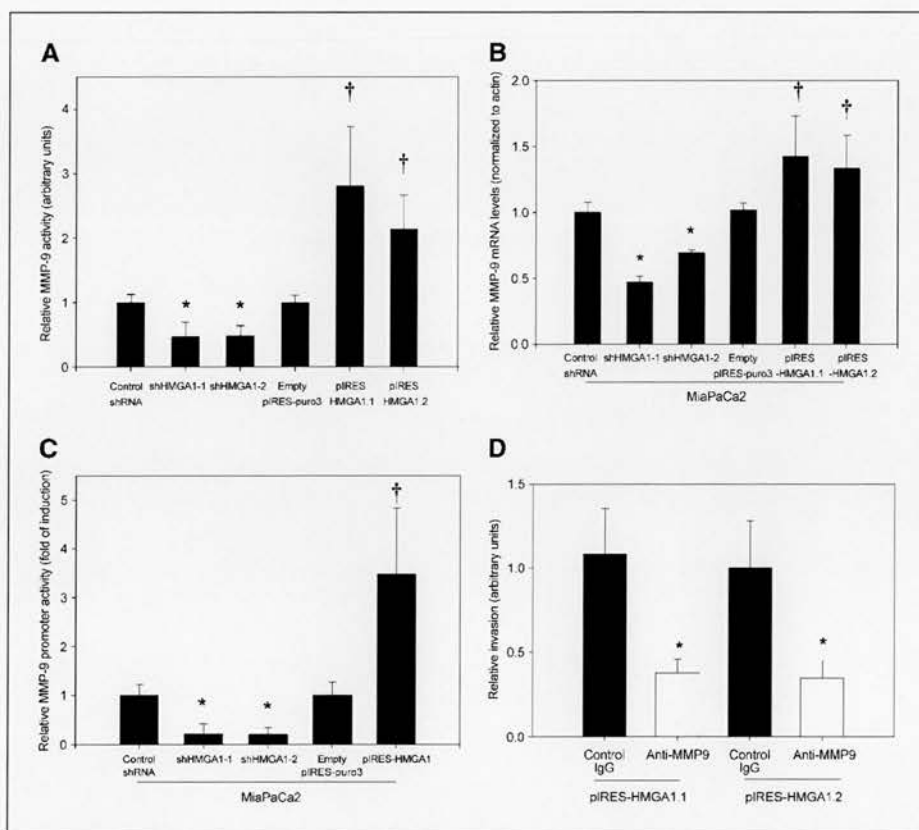 A
Relative MMP-9 activity (arbitrary units)
4
3
2
1
0
†
†
*
*
Control shHMGA1-1 shHMGA1-2 Empty pIRES pIRES
shRNA pIRES-puro3 HMGA1.1 HMGA1.2
B
Relative MMP-9 mRNA levels (normalized to actin)
2.0
1.5
1.0
0.5
0.0
†
†
*
*
Control shHMGA1-1 shHMGA1-2 Empty pIRES pIRES
shRNA pIRES-puro3 -HMGA1.1 -HMGA1.2
MiaPaCa2
C
Relative MMP-9 promoter activity (fold of induction)
5
4
3
2
1
0
†
*
*
Control shHMGA1-1 shHMGA1-2 Empty pIRES-HMGA1
shRNA pIRES-puro3
MiaPaCa2
D
Relative invasion (arbitrary units)
1.5
1.0
0.5
0.0
*
*
Control Anti-MMP9 Control Anti-MMP9
IgG IgG
pIRES-HMGA1.1 pIRES-HMGA1.2